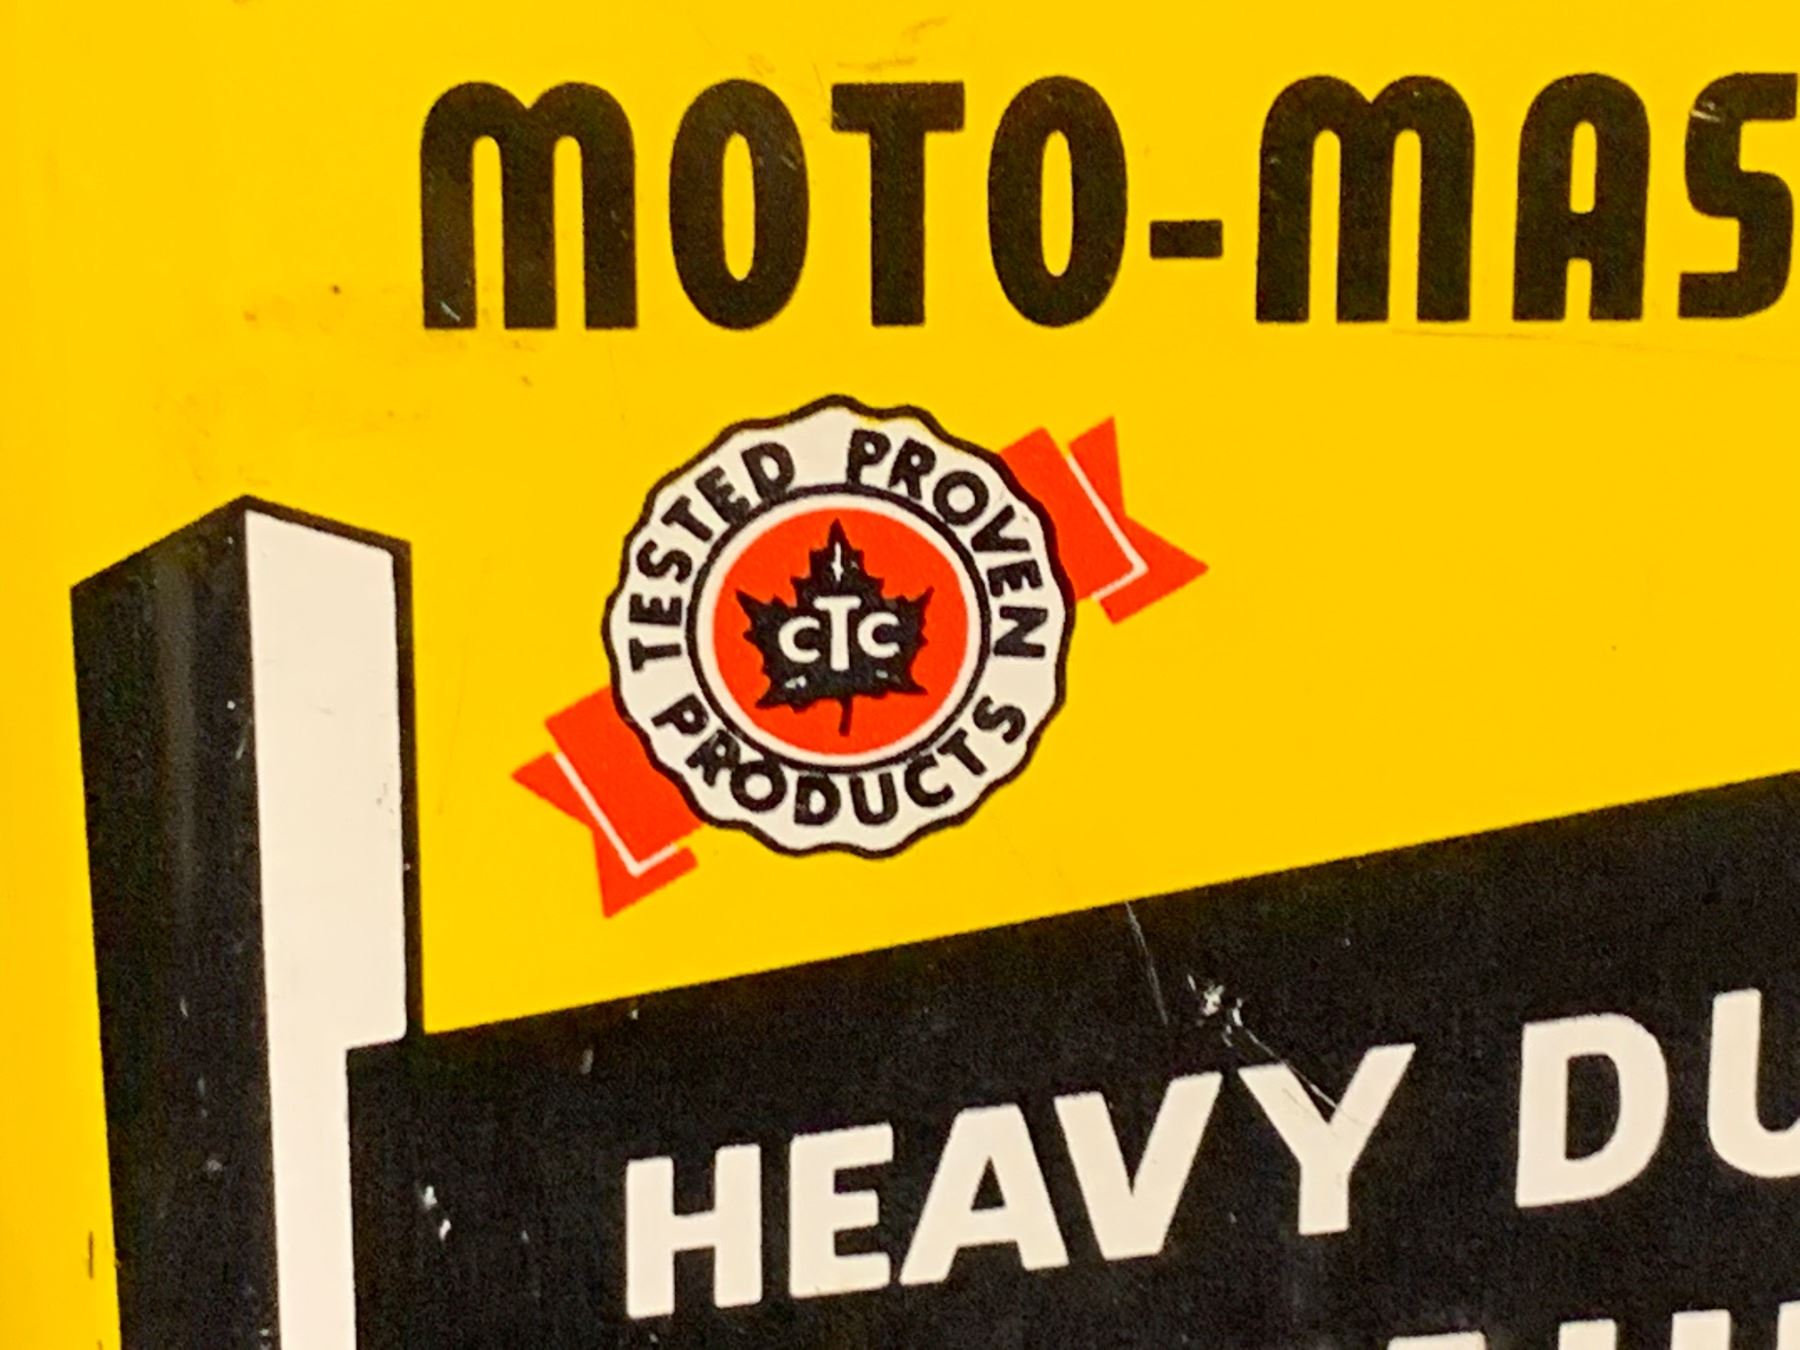 MOTO-MAS
TESTED PROVEN
PRODUCTS
CTC
HEAVY DU